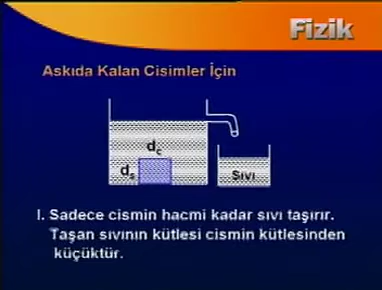 Fizik
Askıda Kalan Cisimler İçin
dç
ds
Sıvı
I. Sadece cismin hacmi kadar sıvı taşırır.
Taşan sıvının kütlesi cismin kütlesinden
küçüktür.